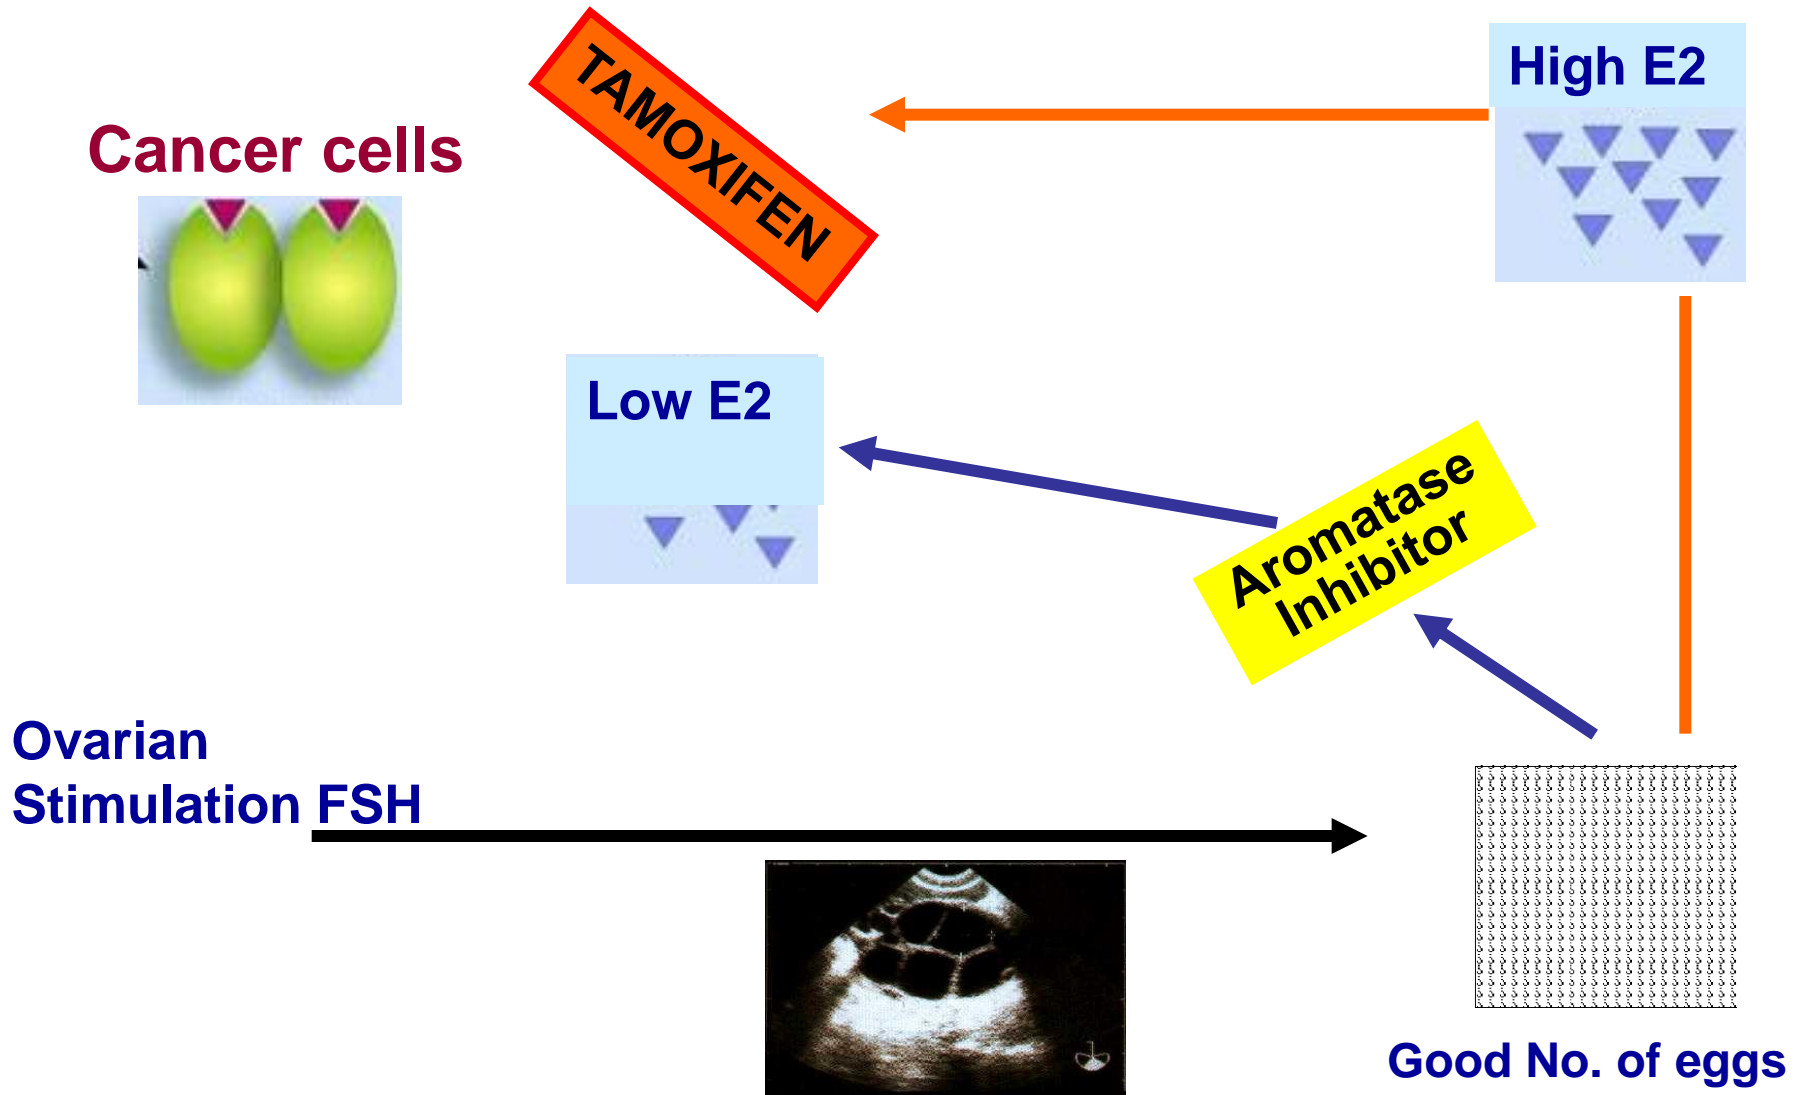 TAMOXIFEN
High E2
Cancer cells
Low E2
Aromatase
Inhibitor
Ovarian
Stimulation FSH
Good No. of eggs